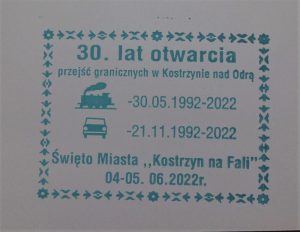 30. lat otwarcia
przejść granicznych w Kostrzynie nad Odrą
-30.05.1992-2022
-21.11.1992-2022
Święto Miasta ,,Kostrzyn na Fali"
04-05. 06.2022r.